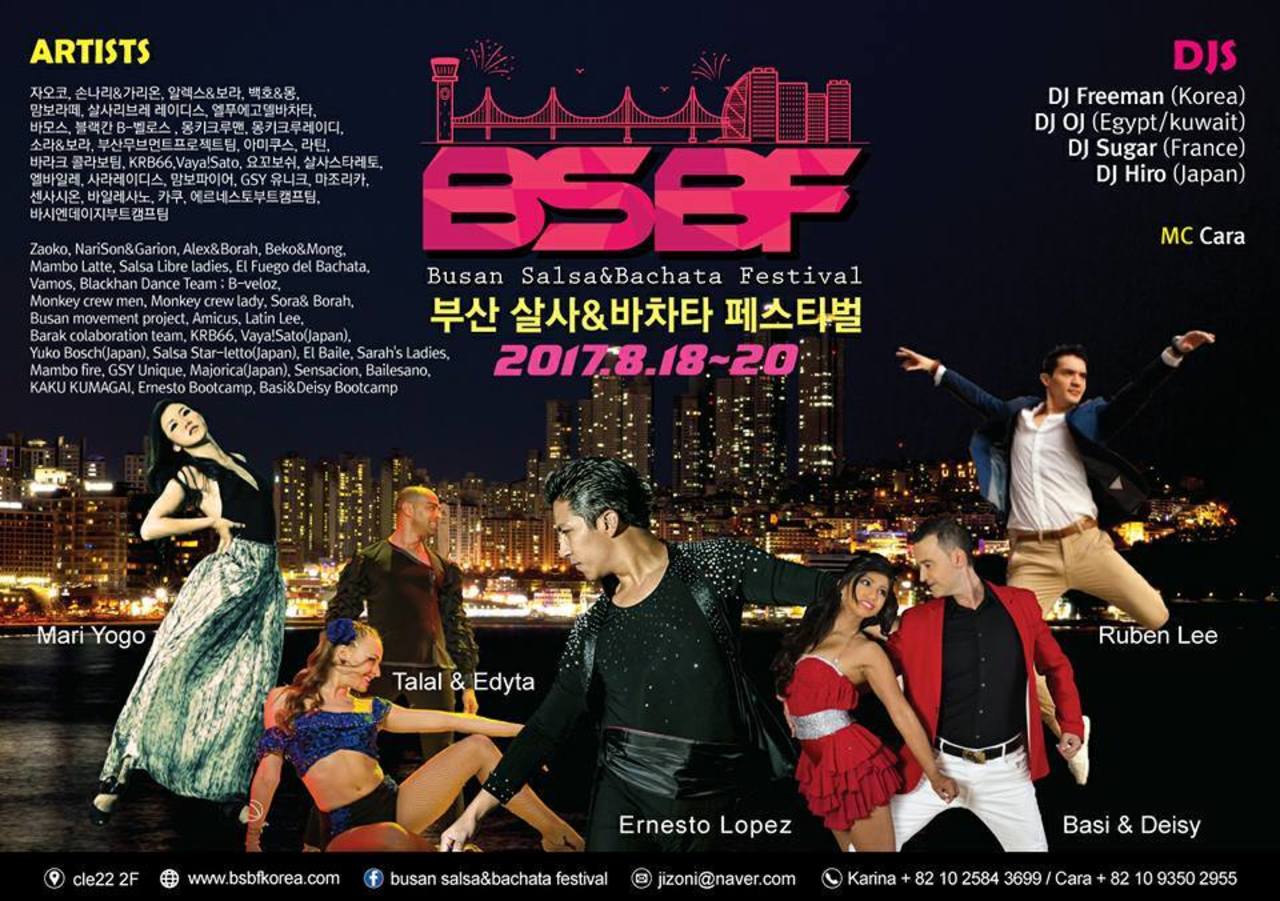 ARTISTS
자오코, 손나리&가리온, 알렉스&보라, 백호&몽,
맘보라떼, 살사리브레 레이디스, 엘푸에고델바차타,
바모스, 블랙칸 B-벨로스 , 몽키크루맨, 몽키크루레이디,
소라&보라, 부산무브먼트프로젝트팀, 아미쿠스, 라틴,
바라크 콜라보팀, KRB66,Vaya!Sato, 요꼬보쉬, 살사스타레토,
엘바일레, 사라레이디스, 맘보파이어, GSY 유니크, 마조리카,
센사시온, 바일레사노, 카쿠, 에르네스토부트캠프팀,
바시엔데이지부트캠프팀
Zaoko, NariSon&Garion, Alex&Borah, Beko&Mong,
Mambo Latte, Salsa Libre ladies, El Fuego del Bachata,
Vamos, Blackhan Dance Team : B-veloz,
Monkey crew men, Monkey crew lady, Sora& Borah,
Busan movement project, Amicus, Latin Lee,
Barak colaboration team, KRB66, Vaya!Sato(Japan),
Yuko Bosch(Japan), Salsa Star-letto(Japan), El Baile, Sarah's Ladies,
Mambo fire, GSY Unique, Majorica(Japan), Sensacion, Bailesano,
KAKU KUMAGAI, Ernesto Bootcamp, Basi&Deisy Bootcamp
BSBF
Busan Salsa&Bachata Festival
부산 살사&바차타 페스티벌
2017.8.18~20
DJS
DJ Freeman (Korea)
DJ OJ (Egypt/kuwait)
DJ Sugar (France)
DJ Hiro (Japan)
MC Cara
Mari Yogo
Talal & Edyta
Ernesto Lopez
Ruben Lee
Basi & Deisy
cle22 2F www.bsbfkorea.com busan salsa&bachata festival jizoni@naver.com Karina + 82 10 2584 3699 / Cara + 82 10 9350 2955